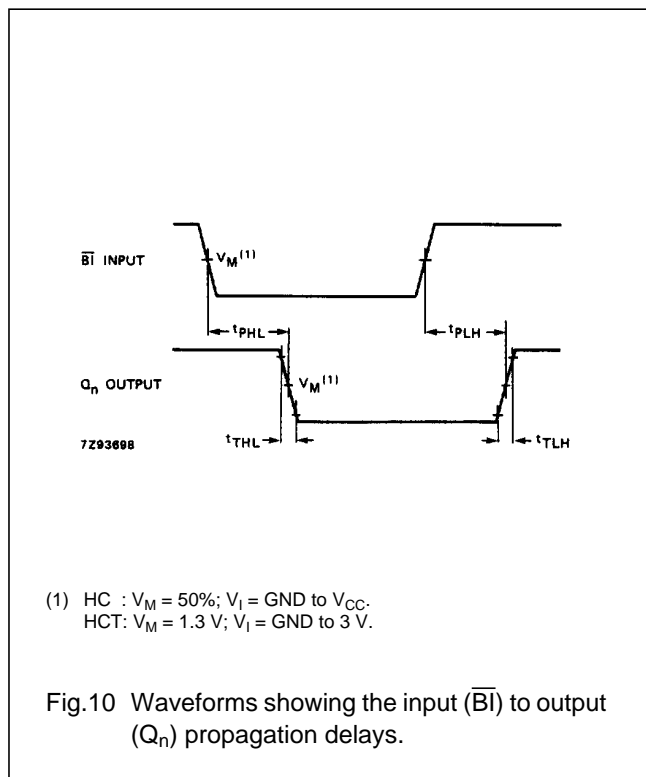 B̅I̅ INPUT
V_M (1)
t_PHL
t_PLH
Q_n OUTPUT
V_M (1)
7Z93698
t_THL
t_TLH
(1) HC : V_M = 50%; V_I = GND to V_CC.
HCT: V_M = 1.3 V; V_I = GND to 3 V.
Fig.10 Waveforms showing the input (B̅I̅) to output
(Q_n) propagation delays.